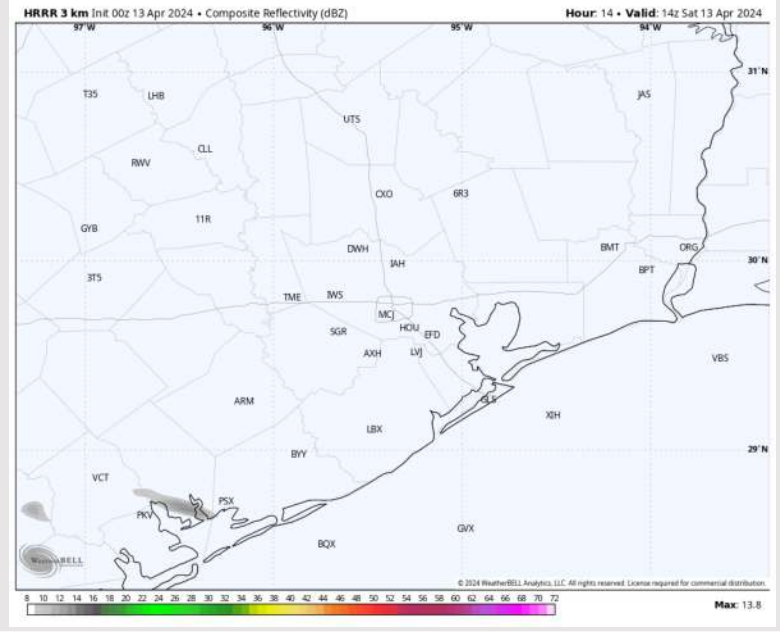 HRRR 3 km Init 00z 13 Apr 2024 • Composite Reflectivity (dBZ)
Hour: 14 • Valid: 14z Sat 13 Apr 2024
97°W 96°W 95°W 94°W
31°N
T35 LHB JAS
UTS
CLL
RWV
CXO 6R3
11R
GYB
DWH BMT ORG
IAH BPT
30°N
3T5
TME IWS
MCJ
SGR HOU EFD
AXH LVJ VBS
ARM GLS
XIH
LBX
BYY 29°N
VCT
PSX
PKV
GVX
BQX
WeatherBELL
© 2024 WeatherBELL Analytics, LLC. All rights reserved. License required for commercial distribution.
8 10 12 14 16 18 20 22 24 26 28 30 32 34 36 38 40 42 44 46 48 50 52 54 56 58 60 62 64 66 68 70 72
Max: 13.8